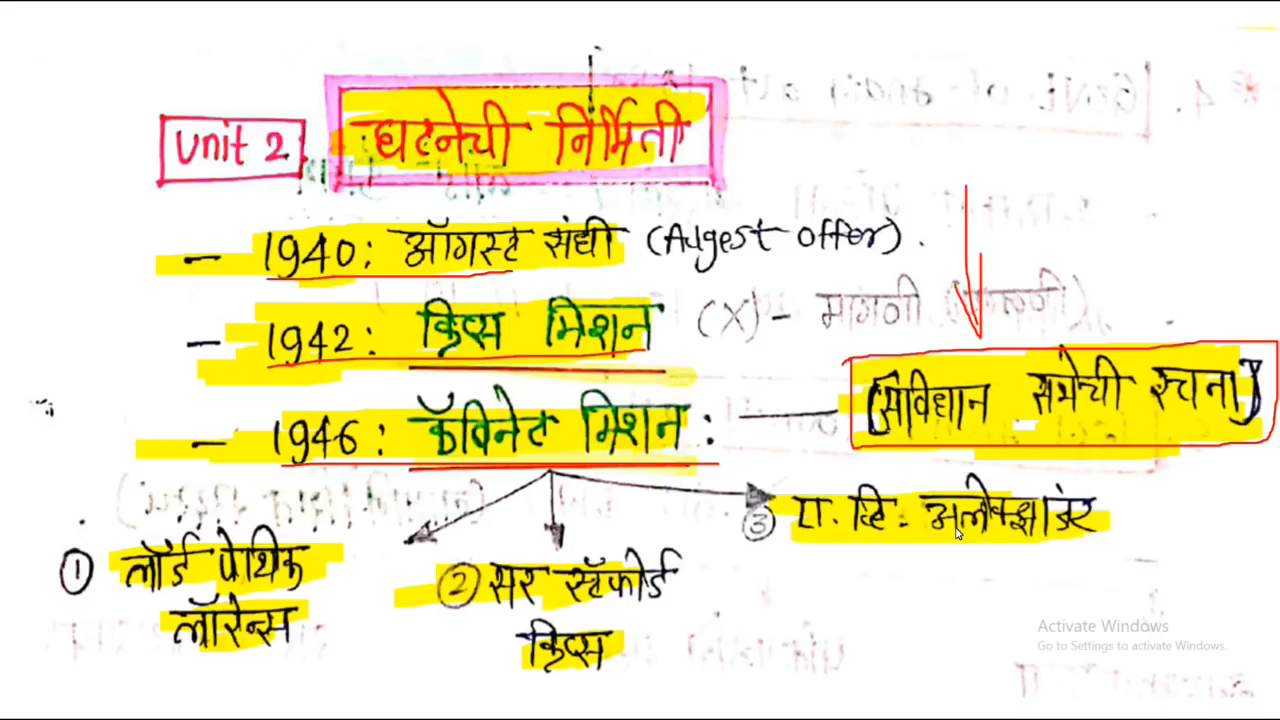 Unit 2
घटनेची निर्मिती
- 1940: ऑगस्ट संधी (Augest offer).
- 1942: क्रिप्स मिशन (X) - मागणी
- 1946: कॅबिनेट मिशन : (संविधान सभेची रचना)
① लॉर्ड पेथिक लॉरेन्स
② सर स्टॅफोर्ड क्रिप्स
③ ए. व्हि. अलेक्झांडर
Activate Windows
Go to Settings to activate Windows.